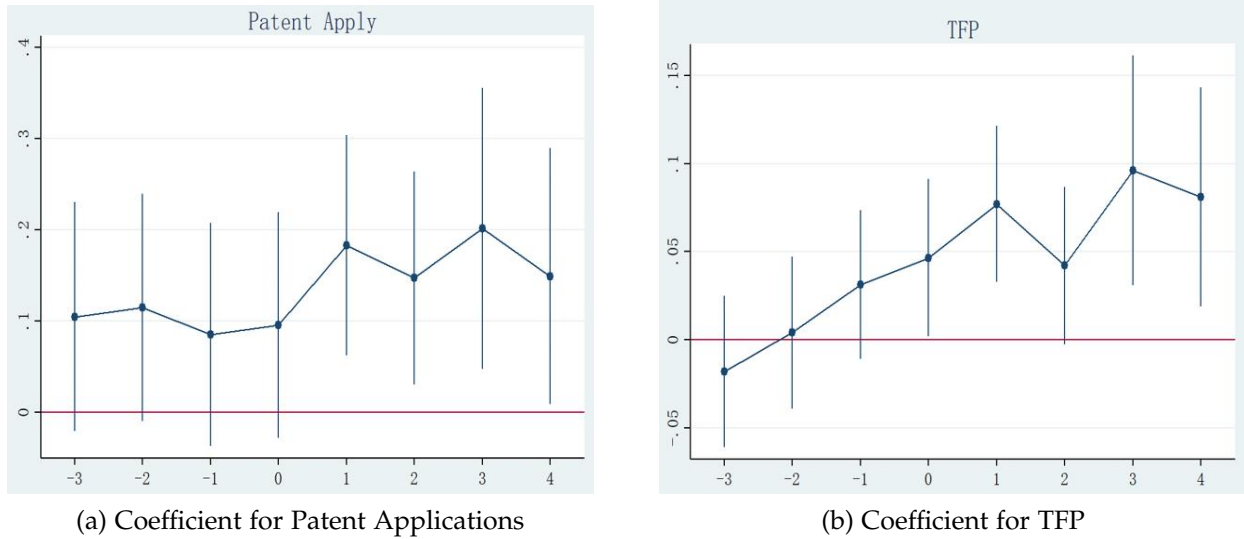 Patent Apply
.4
.3
.2
.1
0
-3 -2 -1 0 1 2 3 4
(a) Coefficient for Patent Applications
TFP
.15
.1
.05
0
-.05
-3 -2 -1 0 1 2 3 4
(b) Coefficient for TFP